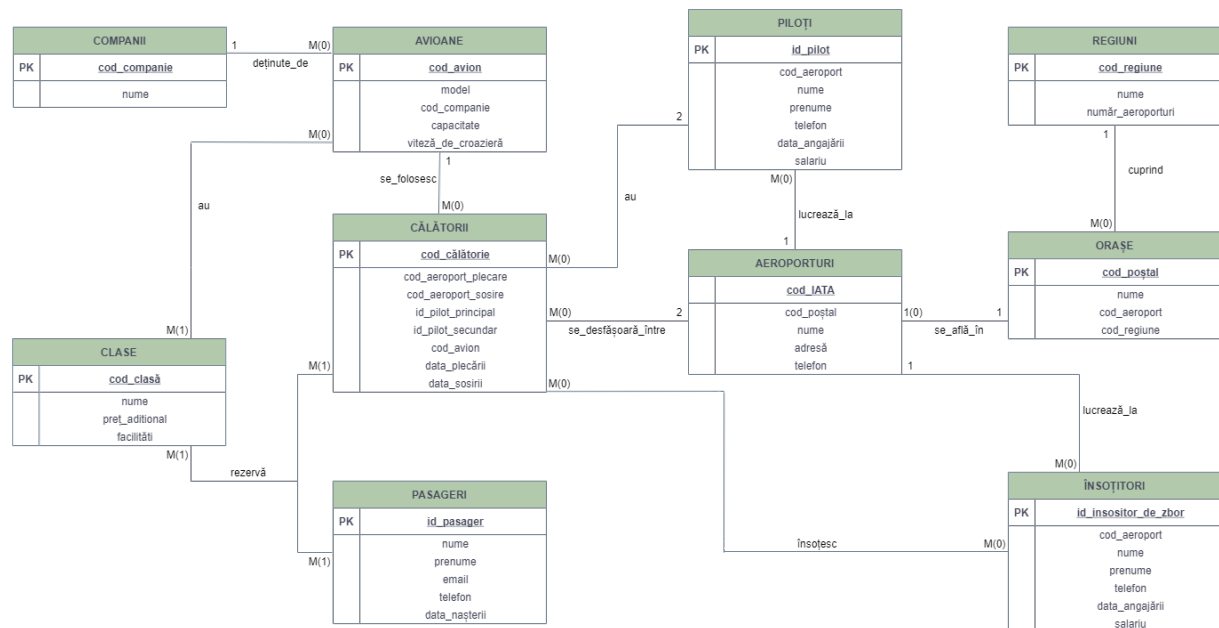 COMPANII
PK cod_companie
nume
1
M(0)
deținute_de
AVIOANE
PK cod_avion
model
cod_companie
capacitate
viteză_de_croazieră
PILOȚI
PK id_pilot
cod_aeroport
nume
prenume
telefon
data_angajării
salariu
REGIUNI
PK cod_regiune
nume
număr_aeroporturi
M(0)
au
M(1)
1
se_folosesc
M(0)
2
au
M(0)
M(0)
lucrează_la
1
1
cuprind
M(0)
CĂLĂTORII
PK cod_călătorie
cod_aeroport_plecare
cod_aeroport_sosire
id_pilot_principal
id_pilot_secundar
cod_avion
data_plecării
data_sosirii
AEROPORTURI
cod_IATA
cod_poștal
nume
adresă
telefon
ORAȘE
PK cod_poștal
nume
cod_aeroport
cod_regiune
M(0)
2
se_desfășoară_între
1(0)
1
se_află_în
CLASE
PK cod_clasă
nume
preț_aditional
facilităti
M(1)
rezervă
M(1)
M(1)
M(0)
însoțesc
M(0)
1
lucrează_la
M(0)
PASAGERI
PK id_pasager
nume
prenume
email
telefon
data_nașterii
ÎNSOȚITORI
PK id_insositor_de_zbor
cod_aeroport
nume
prenume
telefon
data_angajării
salariu